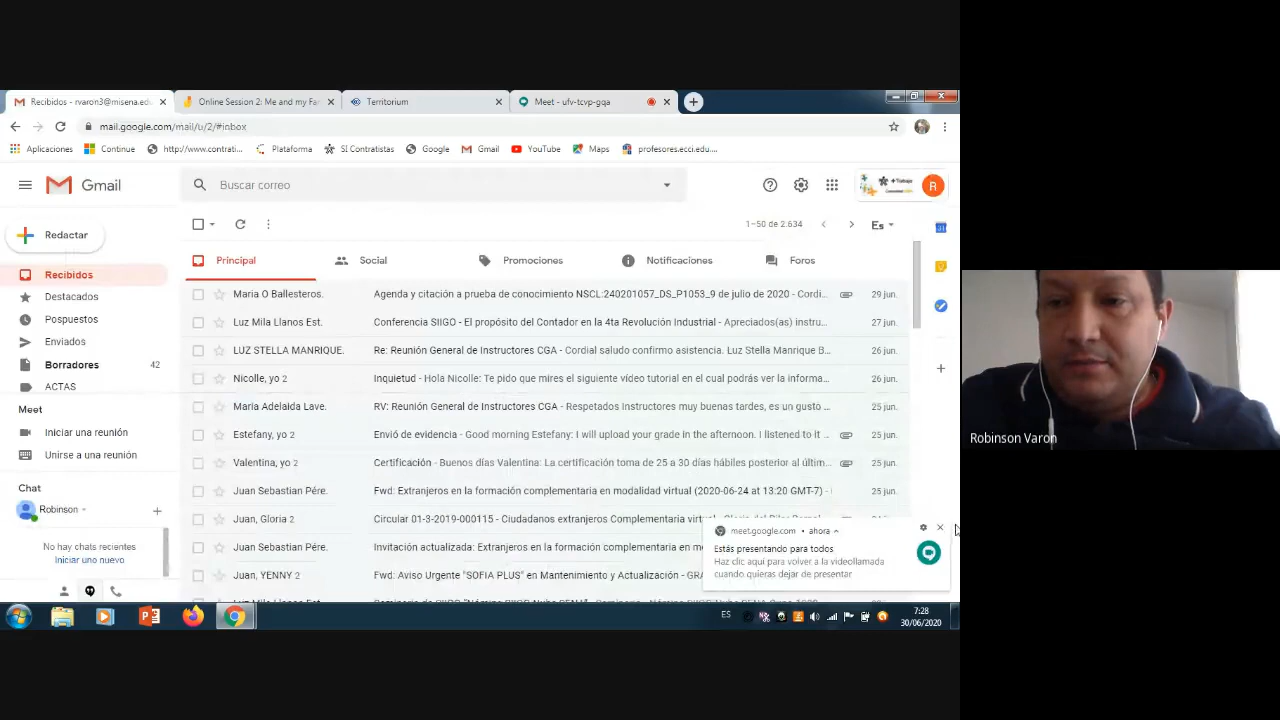 Recibidos - rvaron3@misena.edu
Online Session 2: Me and my Far
Territorium
Meet - ufv-tcvp-gqa
mail.google.com/mail/u/2/#inbox
Aplicaciones
Continue
http://www.contrati...
Plataforma
SI Contratistas
Google
Gmail
YouTube
Maps
profesores.ecci.edu....
Gmail
Buscar correo
+Trabajo
R
Redactar
1–50 de 2.634
Es
Recibidos
Destacados
Pospuestos
Enviados
Borradores 42
ACTAS
Meet
Iniciar una reunión
Unirse a una reunión
Chat
Robinson
No hay chats recientes
Iniciar uno nuevo
Principal
Social
Promociones
Notificaciones
Foros
Maria O Ballesteros. Agenda y citación a prueba de conocimiento NSCL:240201057_DS_P1053_9 de julio de 2020 - Cordi... 29 jun.
Luz Mila Llanos Est. Conferencia SIIGO - El propósito del Contador en la 4ta Revolución Industrial - Apreciados(as) instru... 27 jun.
LUZ STELLA MANRIQUE. Re: Reunión General de Instructores CGA - Cordial saludo confirmo asistencia. Luz Stella Manrique B... 26 jun.
Nicolle, yo 2 Inquietud - Hola Nicolle: Te pido que mires el siguiente vídeo tutorial en el cual podrás ver la informa... 26 jun.
Maria Adelaida Lave. RV: Reunión General de Instructores CGA - Respetados Instructores muy buenas tardes, es un gusto ... 25 jun.
Estefany, yo 2 Envió de evidencia - Good morning Estefany: I will upload your grade in the afternoon. I listened to it ... 25 jun.
Valentina, yo 2 Certificación - Buenos días Valentina: La certificación toma de 25 a 30 días hábiles posterior al últim... 25 jun.
Juan Sebastian Pére. Fwd: Extranjeros en la formación complementaria en modalidad virtual (2020-06-24 at 13:20 GMT-7) - 25 jun.
Juan, Gloria 2 Circular 01-3-2019-000115 - Ciudadanos extranjeros Complementaria virtual
Juan Sebastian Pére. Invitación actualizada: Extranjeros en la formación complementaria en m
Juan, YENNY 2 Fwd: Aviso Urgente "SOFIA PLUS" en Mantenimiento y Actualización - GR
meet.google.com • ahora
Estás presentando para todos
Haz clic aquí para volver a la videollamada
cuando quieras dejar de presentar
Robinson Varon
ES
7:28
30/06/2020